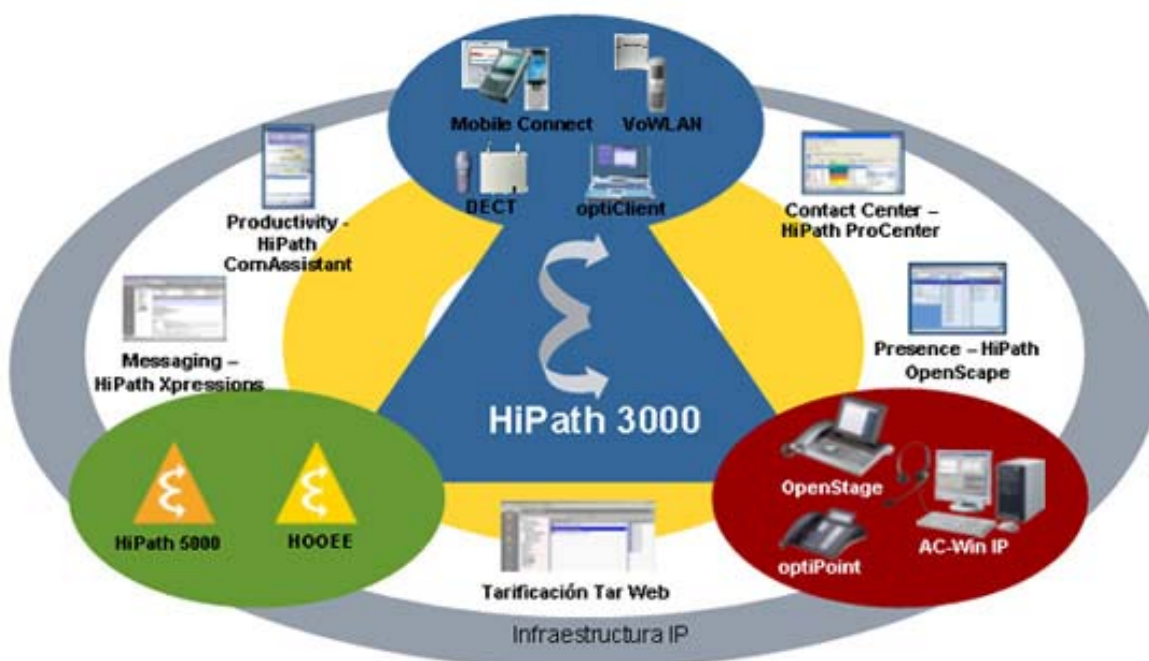 Mobile Connect
VoWLAN
DECT
optiClient
Productivity -
HiPath
ComAssistant
Contact Center –
HiPath ProCenter
Messaging –
HiPath Xpressions
Presence – HiPath
OpenScape
HiPath 3000
HiPath 5000
HOOEE
OpenStage
optiPoint
AC-Win IP
Tarificación Tar Web
Infraestructura IP